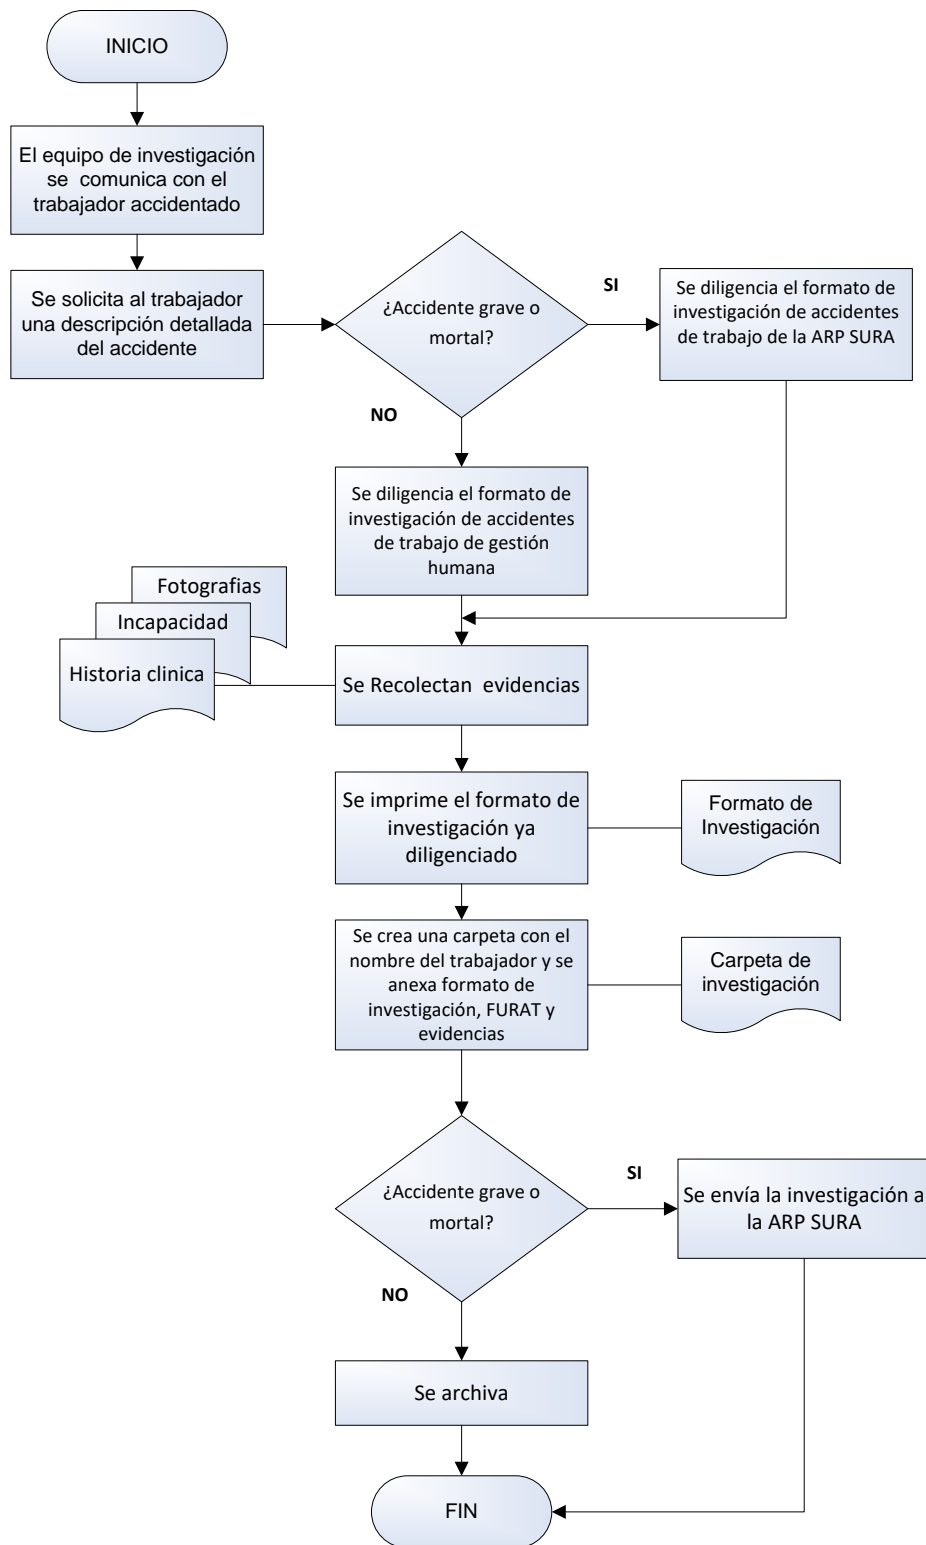 INICIO
El equipo de investigación
se comunica con el
trabajador accidentado
Se solicita al trabajador
una descripción detallada
del accidente
¿Accidente grave o
mortal?
SI
Se diligencia el formato de
investigación de accidentes
de trabajo de la ARP SURA
NO
Se diligencia el formato de
investigación de accidentes
de trabajo de gestión
humana
Fotografias
Incapacidad
Historia clinica
Se Recolectan evidencias
Se imprime el formato de
investigación ya
diligenciado
Formato de
Investigación
Se crea una carpeta con el
nombre del trabajador y se
anexa formato de
investigación, FURAT y
evidencias
Carpeta de
investigación
¿Accidente grave o
mortal?
SI
Se envía la investigación a
la ARP SURA
NO
Se archiva
FIN